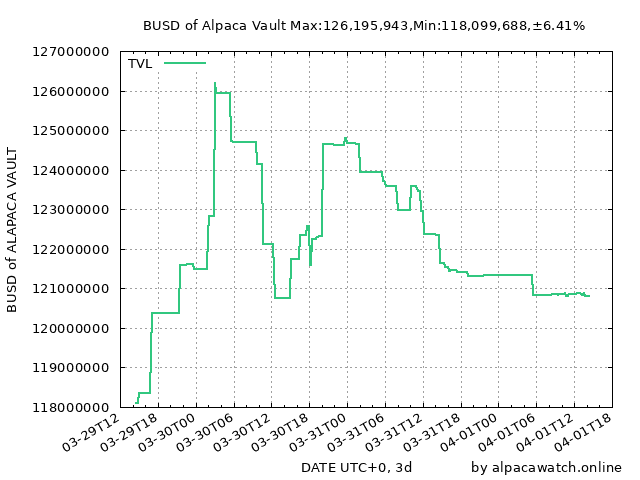 BUSD of Alpaca Vault Max:126,195,943,Min:118,099,688,±6.41%
127000000
TVL
126000000
125000000
124000000
123000000
122000000
121000000
120000000
119000000
118000000
BUSD of ALAPACA VAULT
03-29T12
03-29T18
03-30T00
03-30T06
03-30T12
03-30T18
03-31T00
03-31T06
03-31T12
03-31T18
04-01T00
04-01T06
04-01T12
04-01T18
DATE UTC+0, 3d
by alpacawatch.online